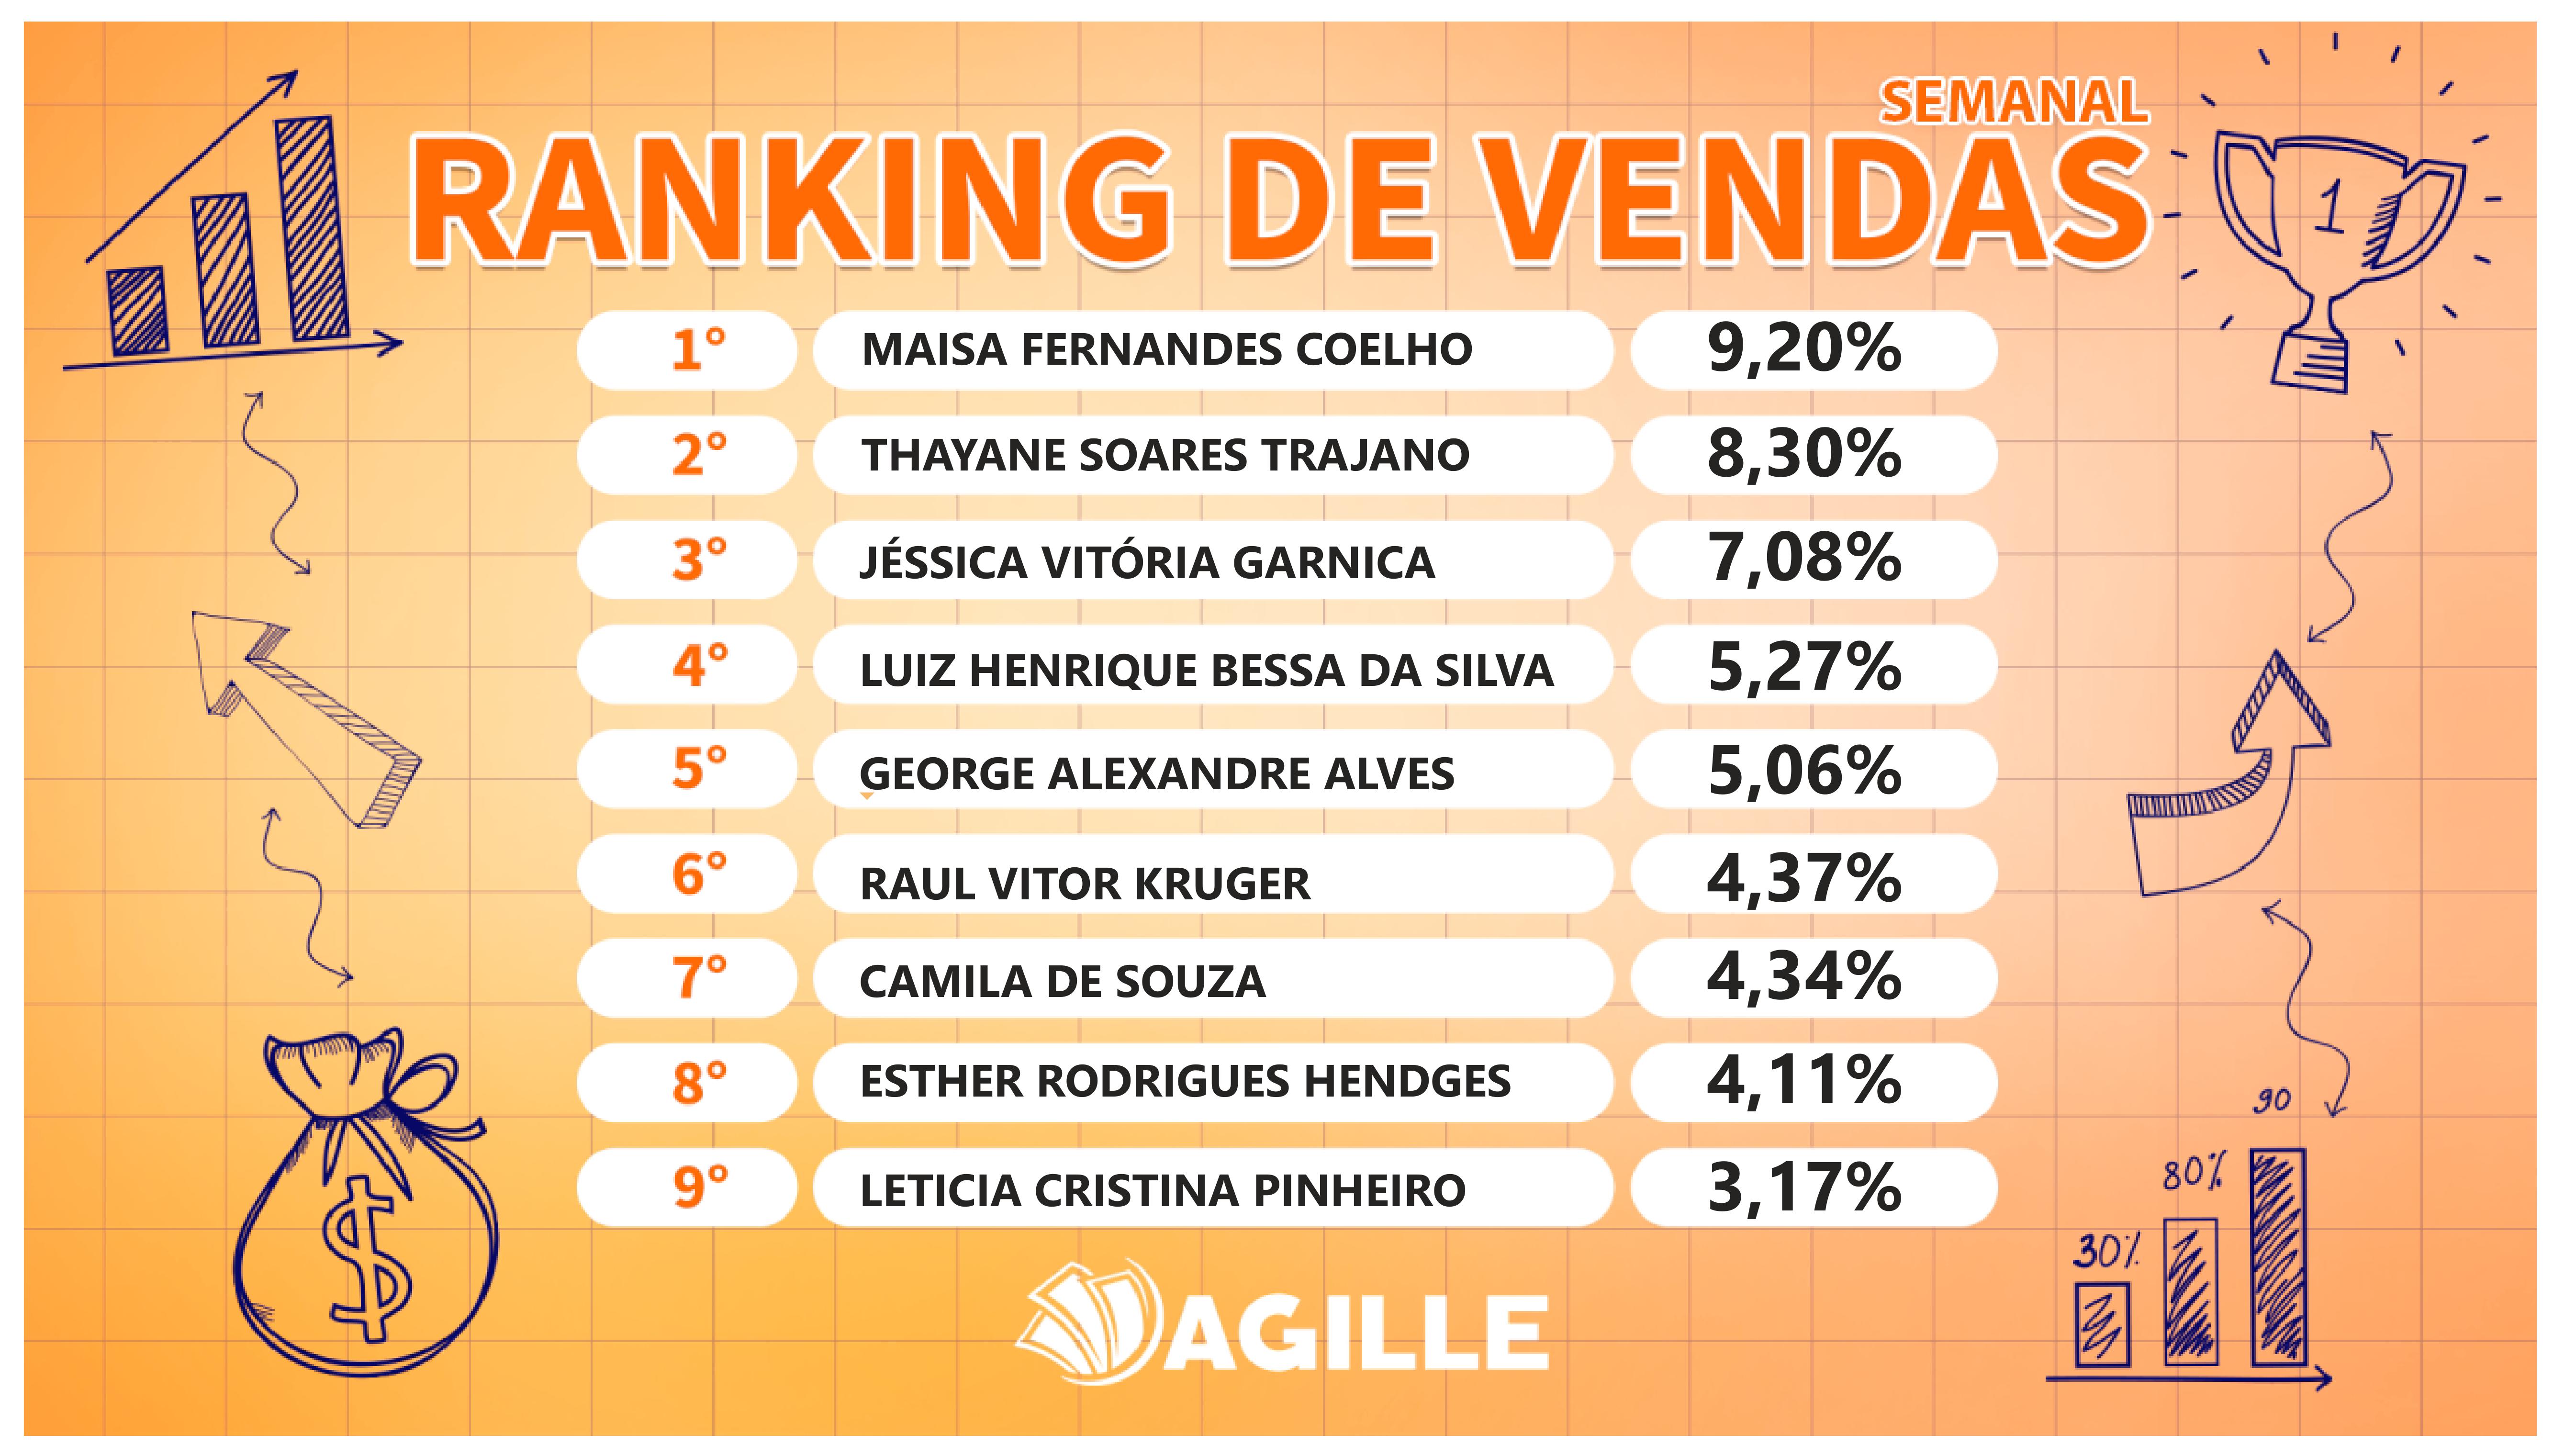 SEMANAL
RANKING DE VENDAS
1
1° MAISA FERNANDES COELHO 9,20%
2° THAYANE SOARES TRAJANO 8,30%
3° JÉSSICA VITÓRIA GARNICA 7,08%
4° LUIZ HENRIQUE BESSA DA SILVA 5,27%
5° GEORGE ALEXANDRE ALVES 5,06%
6° RAUL VITOR KRUGER 4,37%
7° CAMILA DE SOUZA 4,34%
8° ESTHER RODRIGUES HENDGES 4,11%
9° LETICIA CRISTINA PINHEIRO 3,17%
$
90
80%
30%
AGILLE